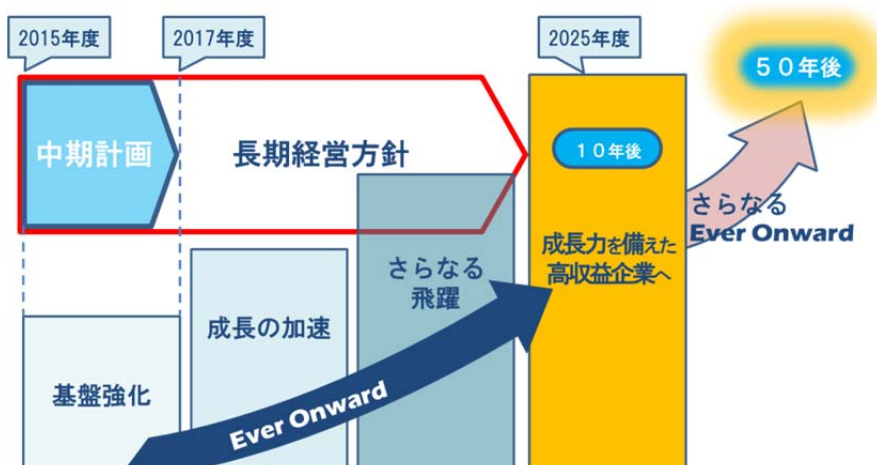 2015年度
2017年度
2025年度
50年後
中期計画
長期経営方針
10年後
さらなる
Ever Onward
成長力を備えた
高収益企業へ
さらなる
飛躍
成長の加速
基盤強化
Ever Onward